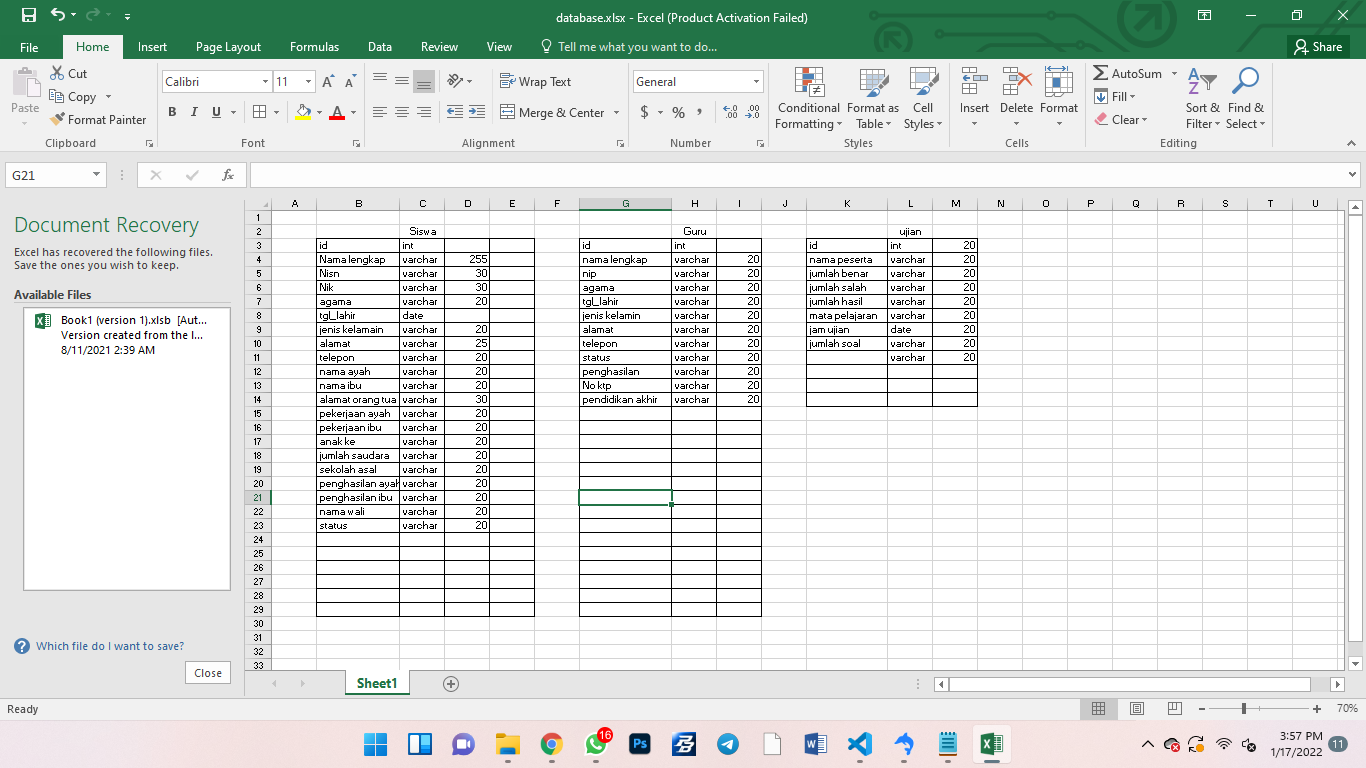 database.xlsx - Excel (Product Activation Failed)
File Home Insert Page Layout Formulas Data Review View Tell me what you want to do... Share
Paste
Cut
Copy
Format Painter
Clipboard
Calibri 11
B I U
Font
Wrap Text
Merge & Center
Alignment
General
$ % ,
Number
Conditional Formatting
Format as Table
Cell Styles
Styles
Insert Delete Format
Cells
AutoSum
Fill
Clear
Sort & Filter
Find & Select
Editing
G21 fx
Document Recovery
Excel has recovered the following files.
Save the ones you wish to keep.
Available Files
Book1 (version 1).xlsb [Aut...
Version created from the l...
8/11/2021 2:39 AM
Which file do I want to save?
Close
A B C D E F G H I J K L M N O P Q R S T U
1
2 Siswa Guru ujian
3 id int id int id int 20
4 Nama lengkap varchar 255 nama lengkap varchar 20 nama peserta varchar 20
5 Nisn varchar 30 nip varchar 20 jumlah benar varchar 20
6 Nik varchar 30 agama varchar 20 jumlah salah varchar 20
7 agama varchar 20 tgl_lahir varchar 20 jumlah hasil varchar 20
8 tgl_lahir date jenis kelamin varchar 20 mata pelajaran varchar 20
9 jenis kelamain varchar 20 alamat varchar 20 jam ujian date 20
10 alamat varchar 25 telepon varchar 20 jumlah soal varchar 20
11 telepon varchar 20 status varchar 20 varchar 20
12 nama ayah varchar 20 penghasilan varchar 20
13 nama ibu varchar 20 No ktp varchar 20
14 alamat orang tua varchar 30 pendidikan akhir varchar 20
15 pekerjaan ayah varchar 20
16 pekerjaan ibu varchar 20
17 anak ke varchar 20
18 jumlah saudara varchar 20
19 sekolah asal varchar 20
20 penghasilan ayah varchar 20
21 penghasilan ibu varchar 20
22 nama wali varchar 20
23 status varchar 20
24
25
26
27
28
29
30
31
32
33
Sheet1
Ready
70%
16
Ps
3:57 PM
1/17/2022
11